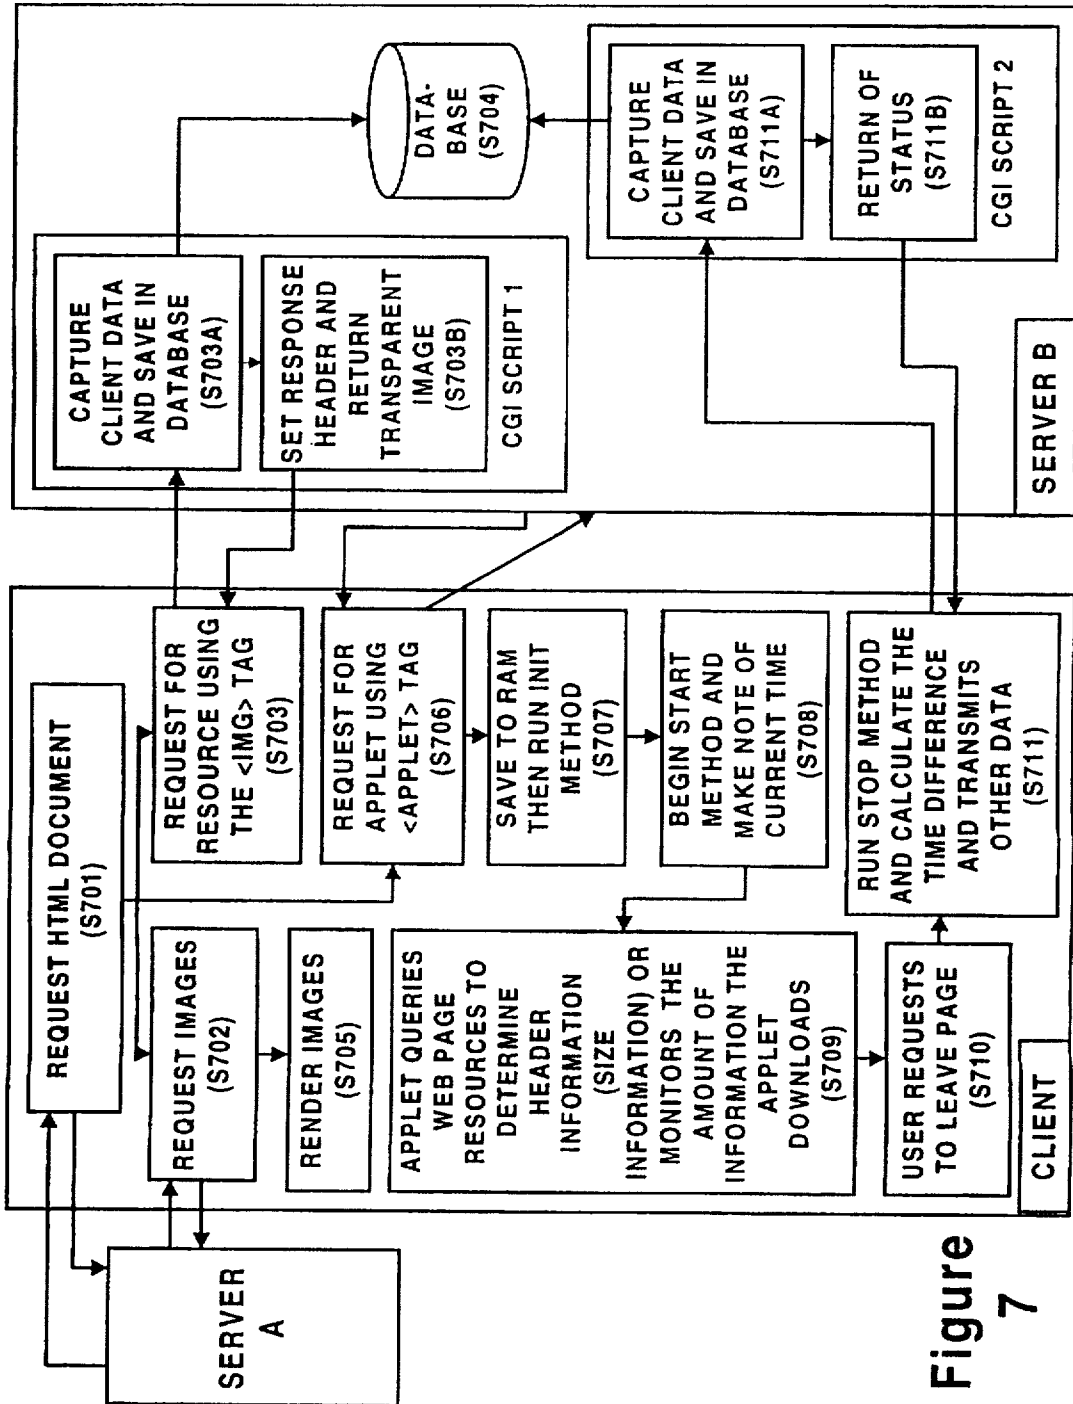 SERVER
A
REQUEST HTML DOCUMENT
(S701)
REQUEST IMAGES
(S702)
RENDER IMAGES
(S705)
REQUEST FOR
RESOURCE USING
THE <IMG> TAG
(S703)
REQUEST FOR
APPLET USING
<APPLET> TAG
(S706)
SAVE TO RAM
THEN RUN INIT
METHOD
(S707)
BEGIN START
METHOD AND
MAKE NOTE OF
CURRENT TIME
(S708)
APPLET QUERIES
WEB PAGE
RESOURCES TO
DETERMINE
HEADER
INFORMATION
(SIZE
INFORMATION) OR
MONITORS THE
AMOUNT OF
INFORMATION THE
APPLET
DOWNLOADS
(S709)
USER REQUESTS
TO LEAVE PAGE
(S710)
RUN STOP METHOD
AND CALCULATE THE
TIME DIFFERENCE
AND TRANSMITS
OTHER DATA
(S711)
CLIENT
CAPTURE
CLIENT DATA
AND SAVE IN
DATABASE
(S703A)
SET RESPONSE
HEADER AND
RETURN
TRANSPARENT
IMAGE
(S703B)
CGI SCRIPT 1
DATA-
BASE
(S704)
CAPTURE
CLIENT DATA
AND SAVE IN
DATABASE
(S711A)
RETURN OF
STATUS
(S711B)
CGI SCRIPT 2
SERVER B
Figure
7